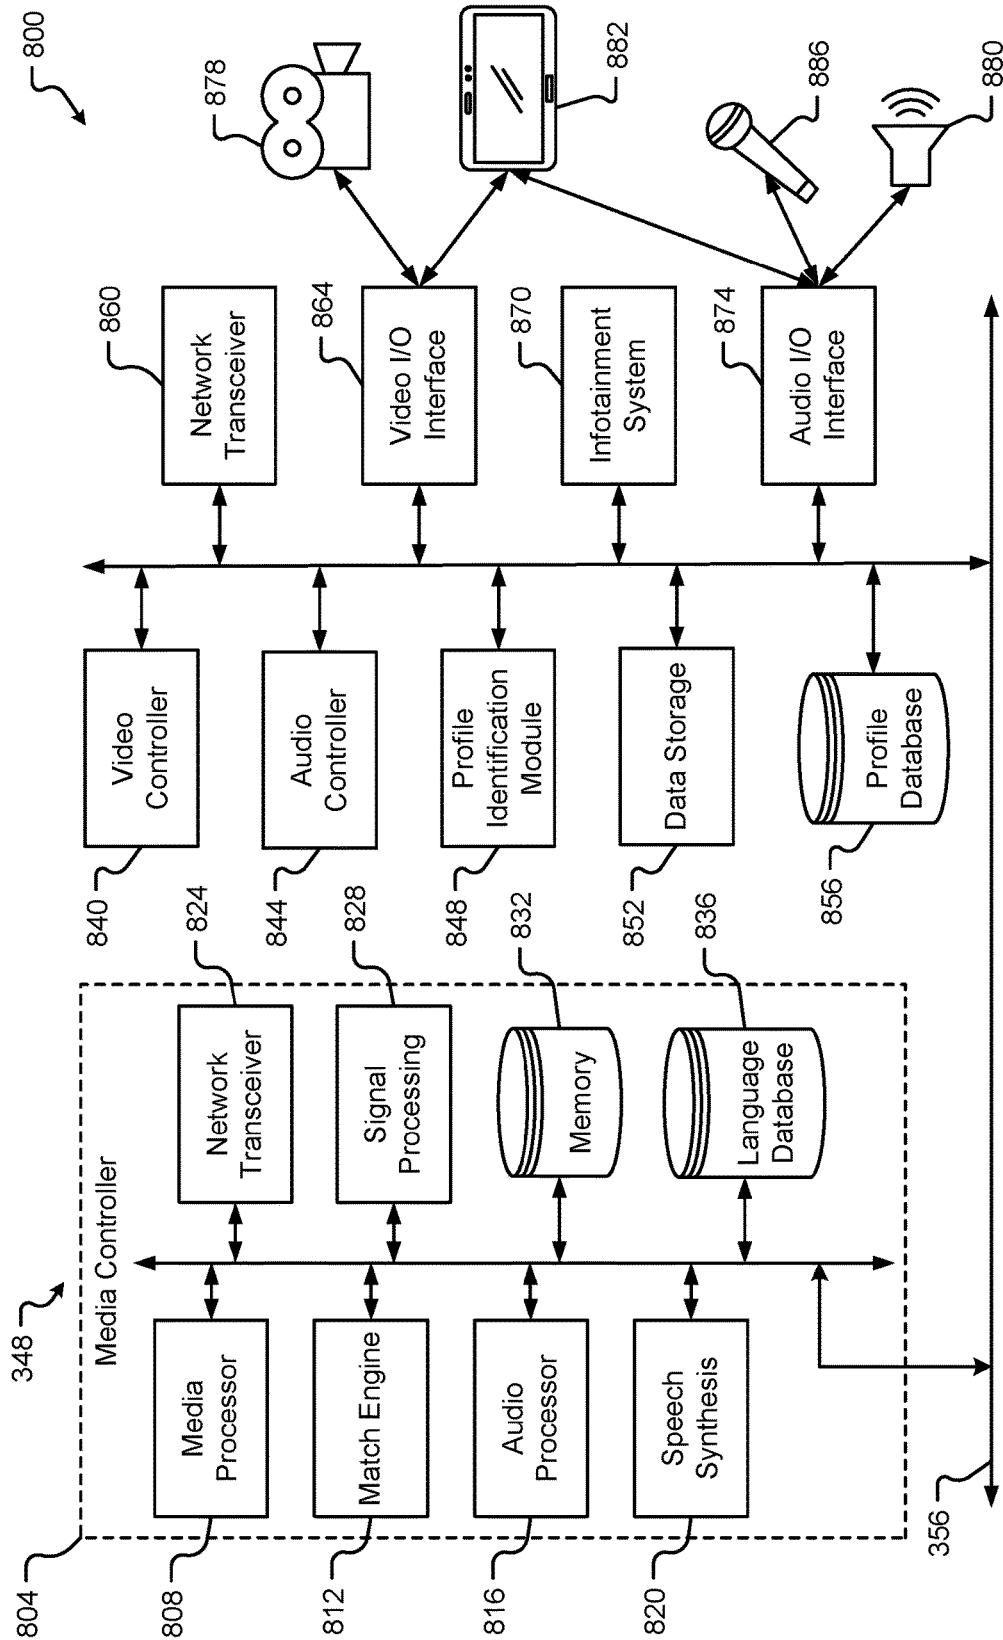 800
348
804
Media Controller
808
Media
Processor
812
Match Engine
816
Audio
Processor
820
Speech
Synthesis
824
Network
Transceiver
828
Signal
Processing
832
Memory
836
Language
Database
840
Video
Controller
844
Audio
Controller
848
Profile
Identification
Module
852
Data Storage
856
Profile
Database
860
Network
Transceiver
864
Video I/O
Interface
870
Infotainment
System
874
Audio I/O
Interface
878
882
886
880
356